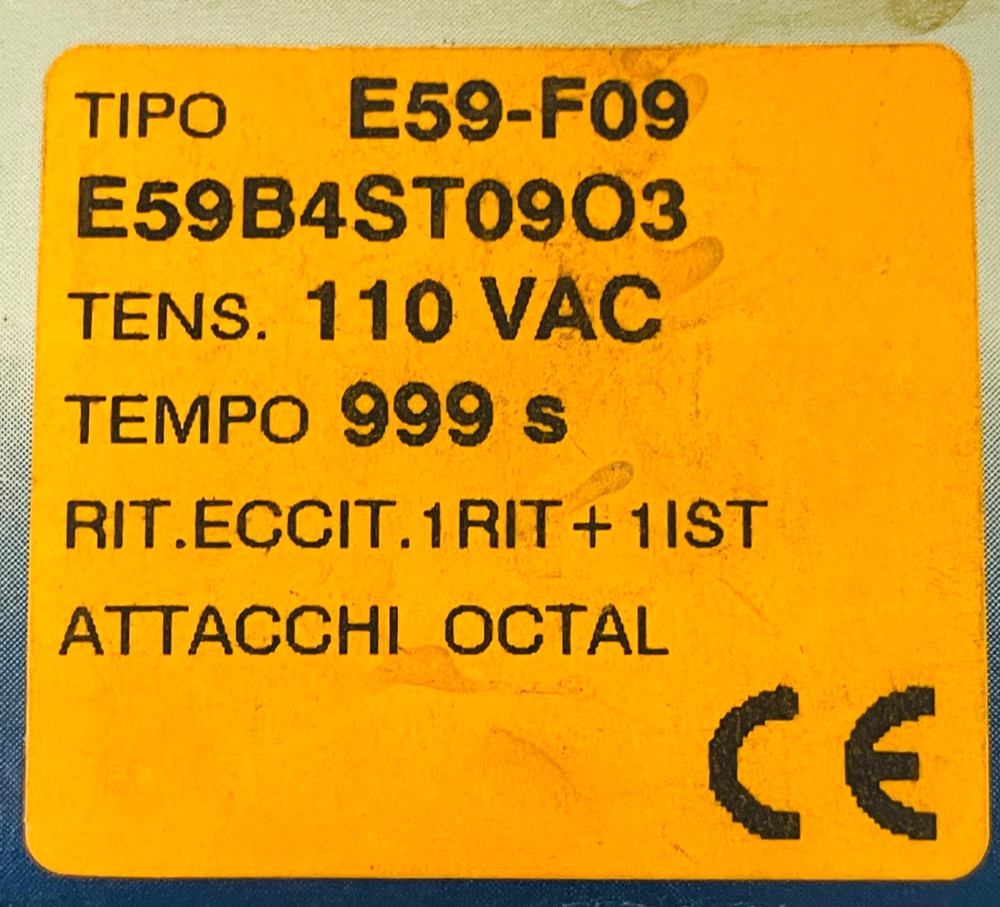 TIPO E59-F09
E59B4ST09O3
TENS. 110 VAC
TEMPO 999 s
RIT.ECCIT.1RIT+1IST
ATTACCHI OCTAL
CE